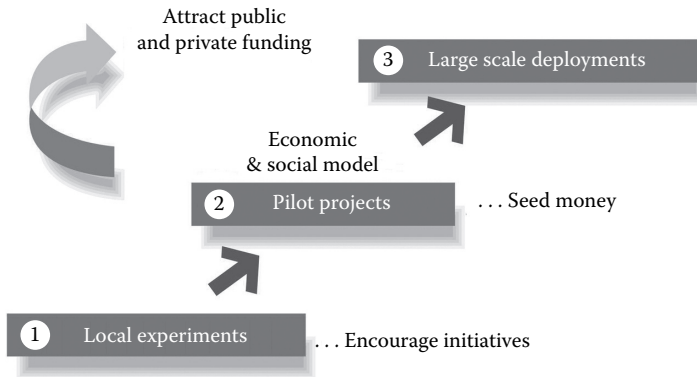 Attract public
and private funding
3 Large scale deployments
Economic
& social model
2 Pilot projects
. . . Seed money
1 Local experiments
. . . Encourage initiatives